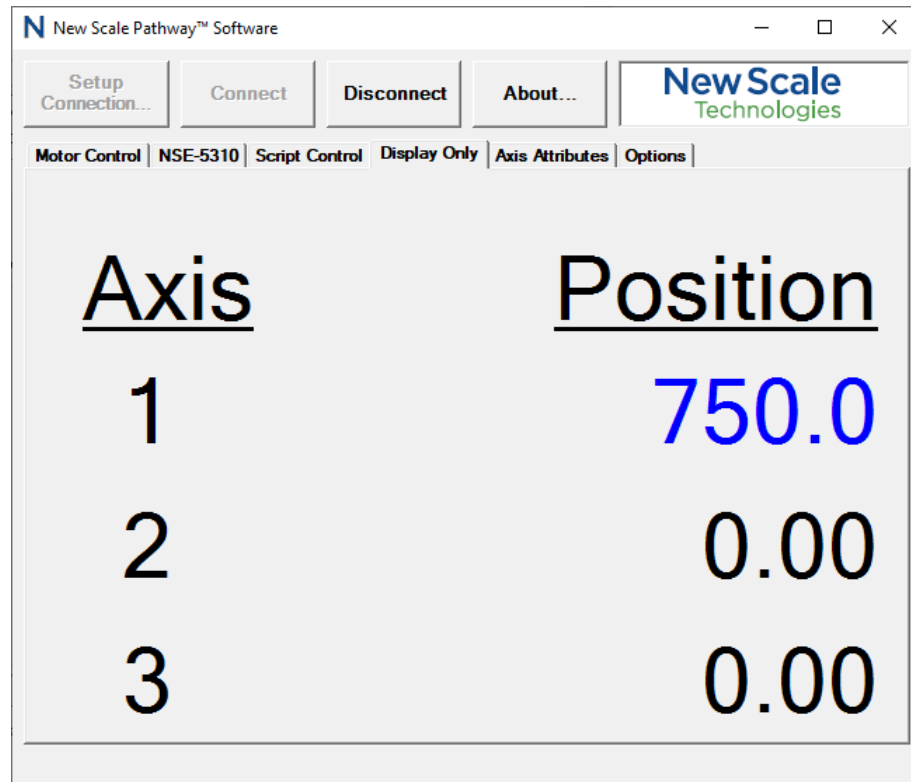 N New Scale Pathway™ Software
Setup
Connection...
Connect
Disconnect
About...
New Scale
Technologies
Motor Control NSE-5310 Script Control Display Only Axis Attributes Options
Axis Position
1 750.0
2 0.00
3 0.00